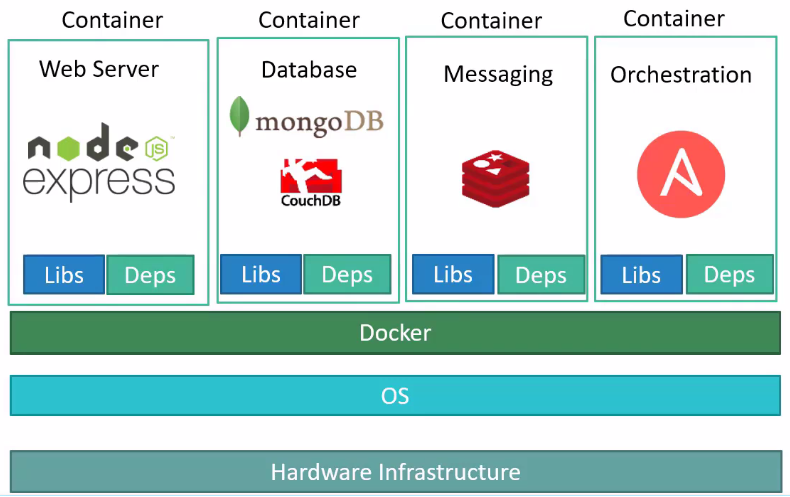 Container
Web Server
node JS
express
Libs
Deps
Container
Database
mongoDB
CouchDB
Libs
Deps
Container
Messaging
Libs
Deps
Container
Orchestration
A
Libs
Deps
Docker
OS
Hardware Infrastructure